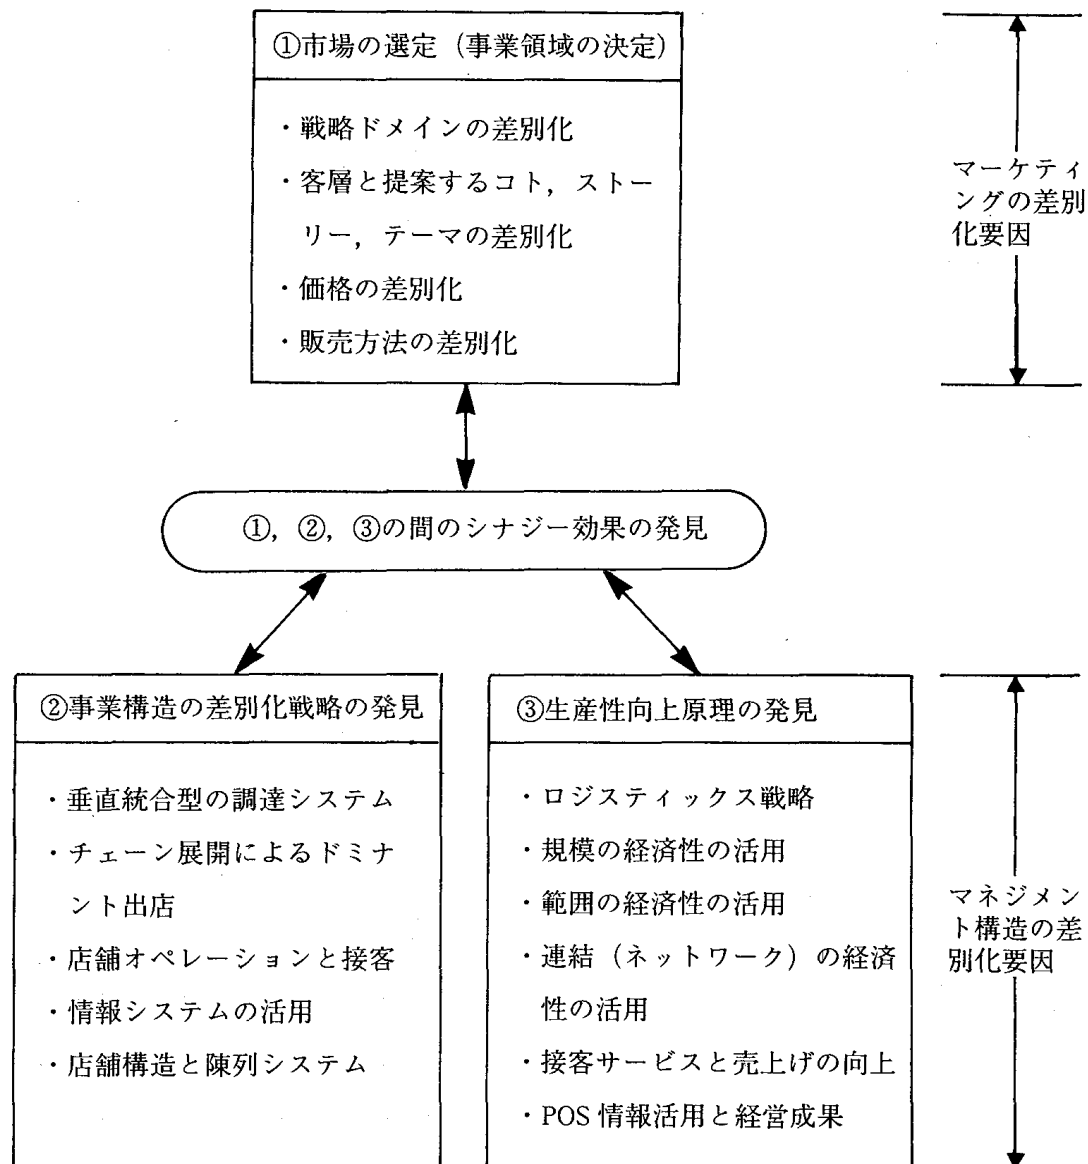 ①市場の選定（事業領域の決定）
・戦略ドメインの差別化
・客層と提案するコト，ストー
リー，テーマの差別化
・価格の差別化
・販売方法の差別化
マーケティ
ングの差別
化要因
①，②，③の間のシナジー効果の発見
②事業構造の差別化戦略の発見
・垂直統合型の調達システム
・チェーン展開によるドミナ
ント出店
・店舗オペレーションと接客
・情報システムの活用
・店舗構造と陳列システム
③生産性向上原理の発見
・ロジスティックス戦略
・規模の経済性の活用
・範囲の経済性の活用
・連結（ネットワーク）の経済
性の活用
・接客サービスと売上げの向上
・POS 情報活用と経営成果
マネジメン
ト構造の差
別化要因